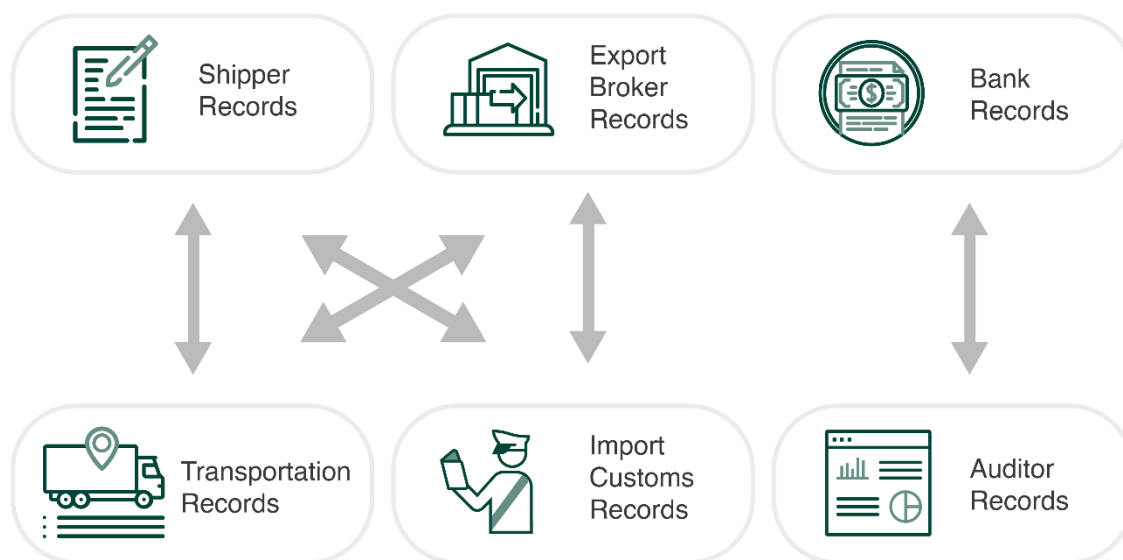 Shipper
Records
Export
Broker
Records
Bank
Records
Transportation
Records
Import
Customs
Records
Auditor
Records